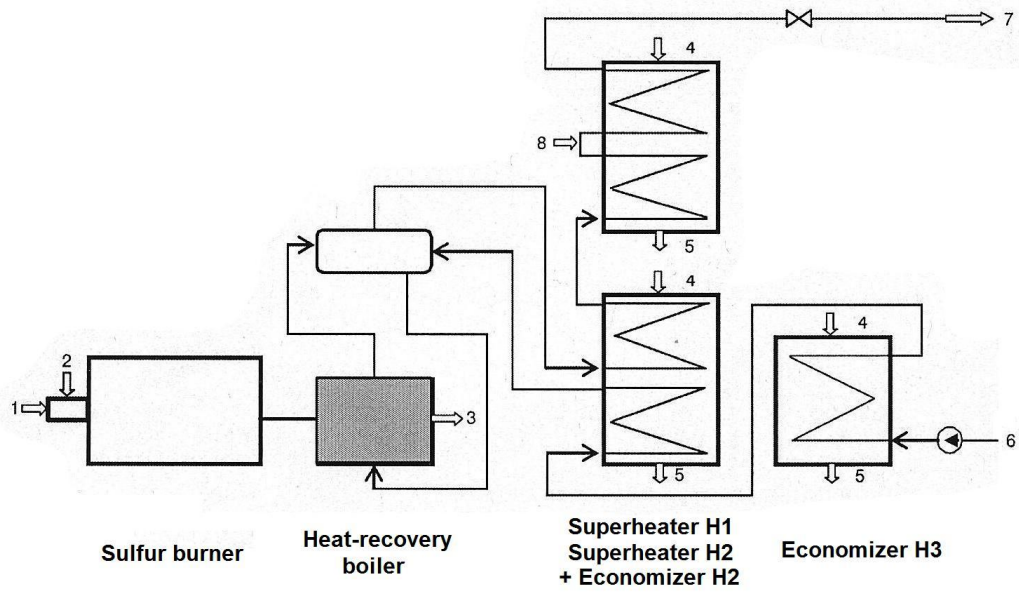 7
4
8
5
4
4
2
1
3
6
5
5
Sulfur burner
Heat-recovery
boiler
Superheater H1
Superheater H2
+ Economizer H2
Economizer H3